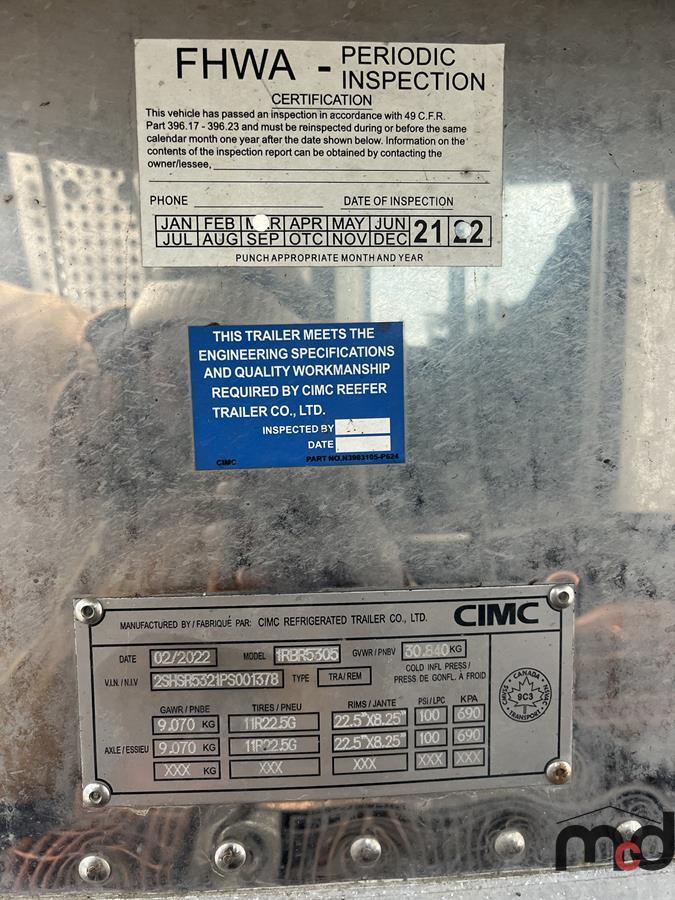 FHWA - PERIODIC INSPECTION
CERTIFICATION
This vehicle has passed an inspection in accordance with 49 C.F.R.
Part 396.17 - 396.23 and must be reinspected during or before the same
calendar month one year after the date shown below. Information on the
contents of the inspection report can be obtained by contacting the
owner/lessee,
PHONE DATE OF INSPECTION
JAN FEB APR MAY JUN 21
JUL AUG SEP OTC NOV DEC
PUNCH APPROPRIATE MONTH AND YEAR
THIS TRAILER MEETS THE
ENGINEERING SPECIFICATIONS
AND QUALITY WORKMANSHIP
REQUIRED BY CIMC REEFER
TRAILER CO., LTD.
INSPECTED BY
DATE
CIMC PART NO.N3903105-P624
MANUFACTURED BY / FABRIQUÉ PAR: CIMC REFRIGERATED TRAILER CO., LTD. CIMC
DATE 02/2022 MODEL 1RBR5305 GVWR / PNBV 30.840 KG
V.I.N. / N.I.V 2SHSR5321PS001378 TYPE TRA / REM COLD INFL PRESS /
PRESS DE GONFL. À FROID
GAWR / PNBE TIRES / PNEU RIMS / JANTE PSI / LPC KPA
9.070 KG 11R22.5G 22.5"X8.25" 100 690
AXLE / ESSIEU 9.070 KG 11R22.5G 22.5"X8.25" 100 690
XXX KG XXX XXX XXX XXX
CANADA
9C3
TRANSPORT
mcd